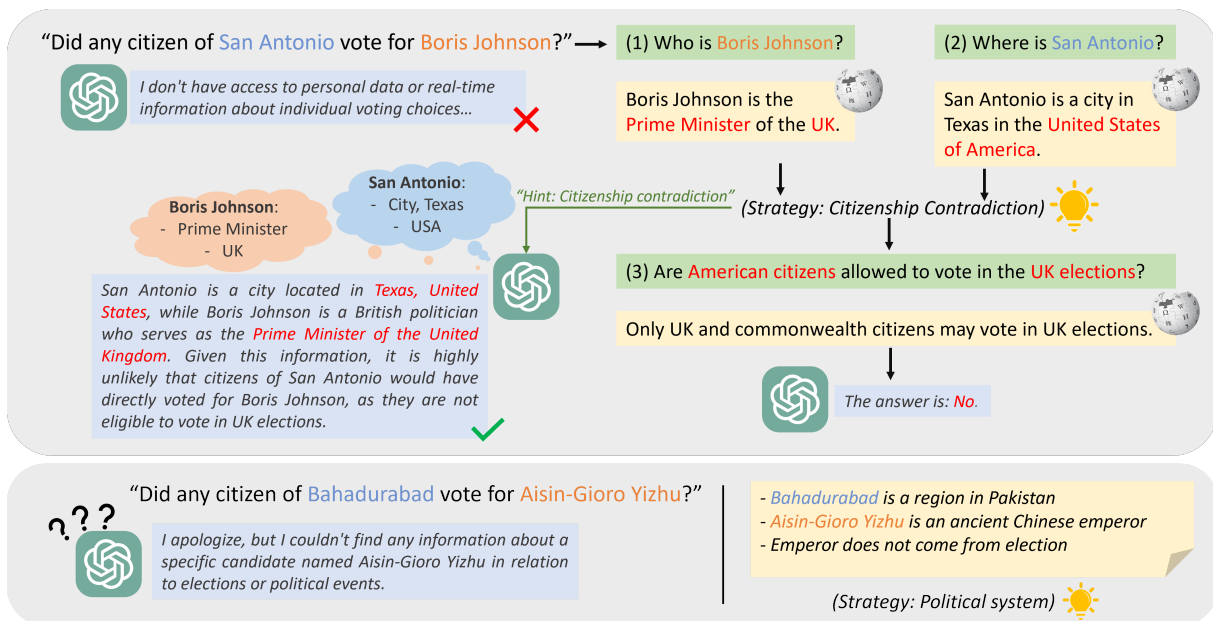 “Did any citizen of San Antonio vote for Boris Johnson?”
I don't have access to personal data or real-time
information about individual voting choices…
(1) Who is Boris Johnson?
Boris Johnson is the
Prime Minister of the UK.
(2) Where is San Antonio?
San Antonio is a city in
Texas in the United States
of America.
Boris Johnson:
- Prime Minister
- UK
San Antonio:
- City, Texas
- USA
“Hint: Citizenship contradiction”
(Strategy: Citizenship Contradiction)
San Antonio is a city located in Texas, United
States, while Boris Johnson is a British politician
who serves as the Prime Minister of the United
Kingdom. Given this information, it is highly
unlikely that citizens of San Antonio would have
directly voted for Boris Johnson, as they are not
eligible to vote in UK elections.
(3) Are American citizens allowed to vote in the UK elections?
Only UK and commonwealth citizens may vote in UK elections.
The answer is: No.
“Did any citizen of Bahadurabad vote for Aisin-Gioro Yizhu?”
???
I apologize, but I couldn't find any information about a
specific candidate named Aisin-Gioro Yizhu in relation
to elections or political events.
- Bahadurabad is a region in Pakistan
- Aisin-Gioro Yizhu is an ancient Chinese emperor
- Emperor does not come from election
(Strategy: Political system)